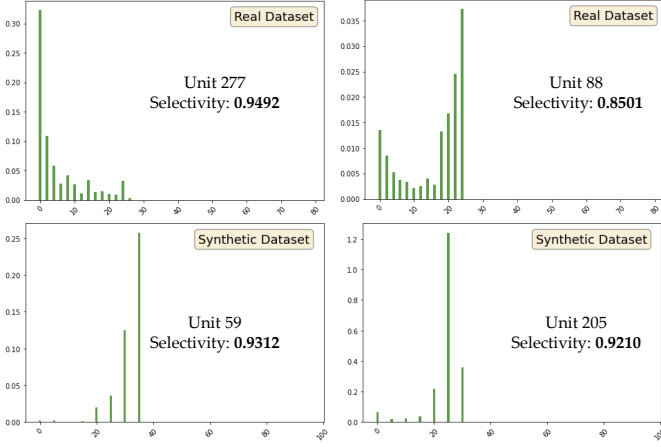 Real Dataset
Unit 277
Selectivity: 0.9492
0.30
0.25
0.20
0.15
0.10
0.05
0.00
0 10 20 30 40 50 60 70 80
Real Dataset
Unit 88
Selectivity: 0.8501
0.035
0.030
0.025
0.020
0.015
0.010
0.005
0.000
0 10 20 30 40 50 60 70 80
Synthetic Dataset
Unit 59
Selectivity: 0.9312
0.25
0.20
0.15
0.10
0.05
0.00
0 20 40 60 80 100
Synthetic Dataset
Unit 205
Selectivity: 0.9210
1.2
1.0
0.8
0.6
0.4
0.2
0.0
0 20 40 60 80 100